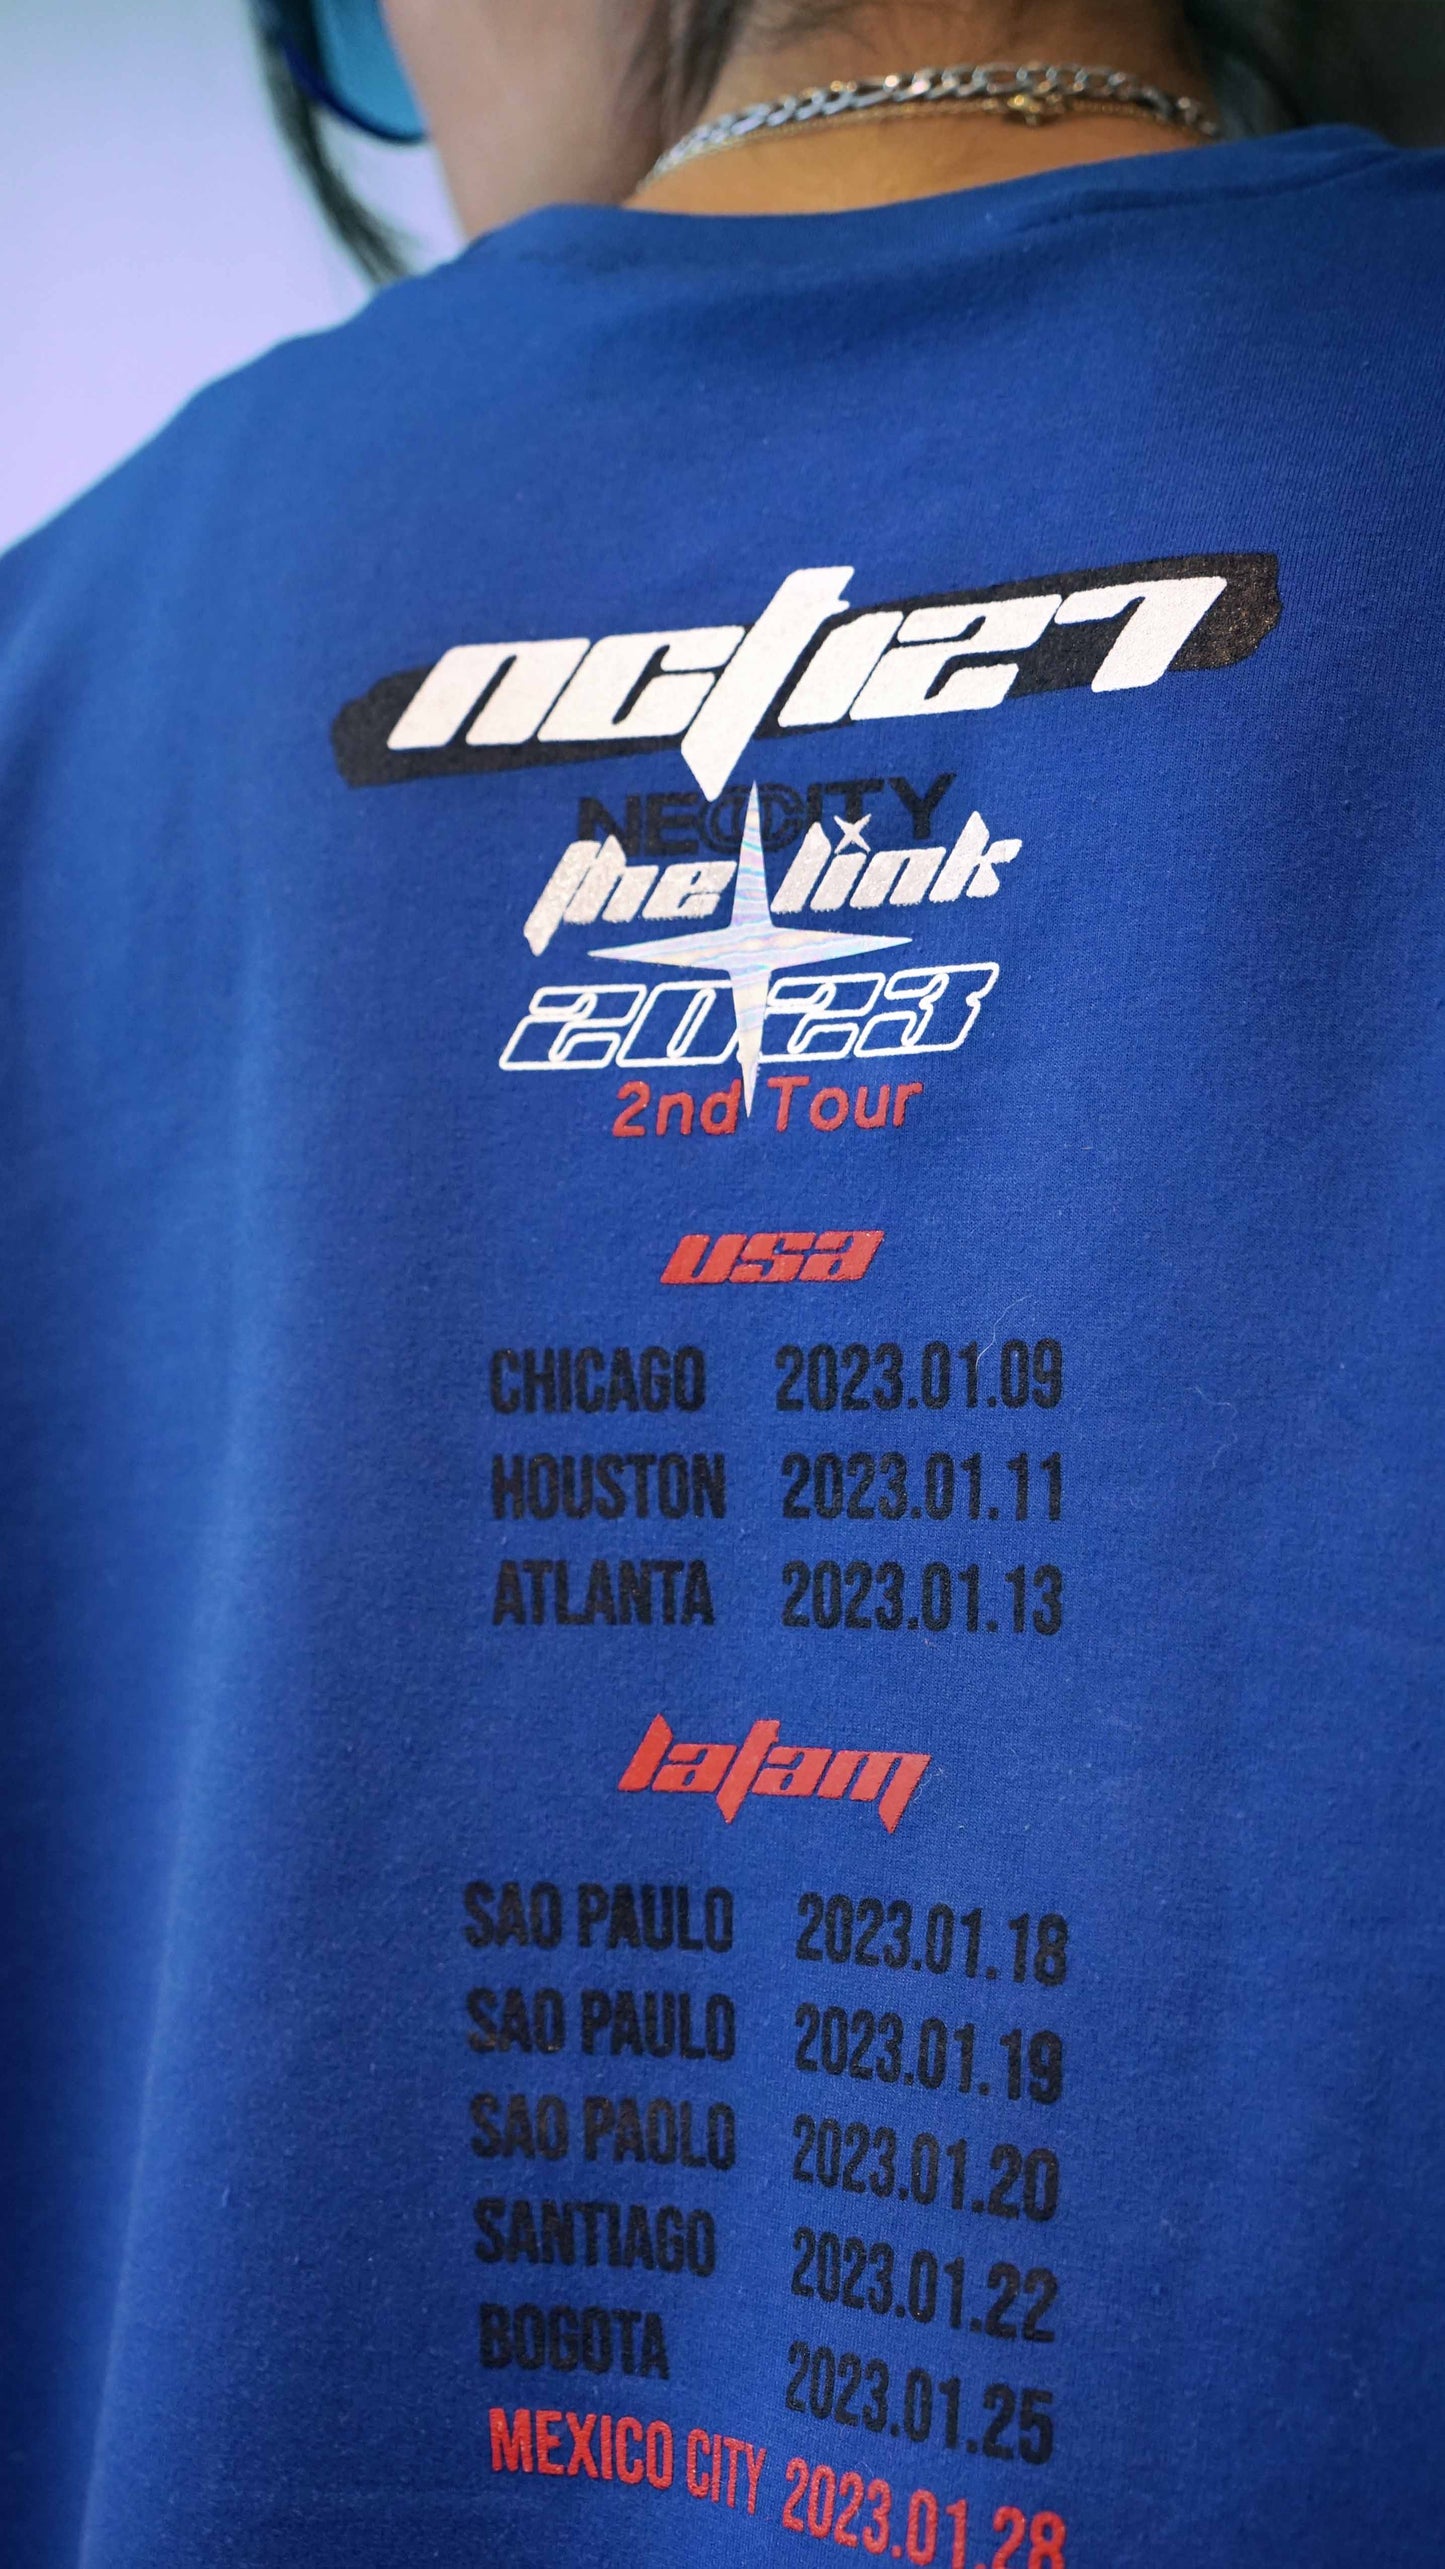 nct127
NEO CITY
the link
2023
2nd Tour
usa
CHICAGO 2023.01.09
HOUSTON 2023.01.11
ATLANTA 2023.01.13
latam
SAO PAULO 2023.01.18
SAO PAULO 2023.01.19
SAO PAOLO 2023.01.20
SANTIAGO 2023.01.22
BOGOTA 2023.01.25
MEXICO CITY 2023.01.28